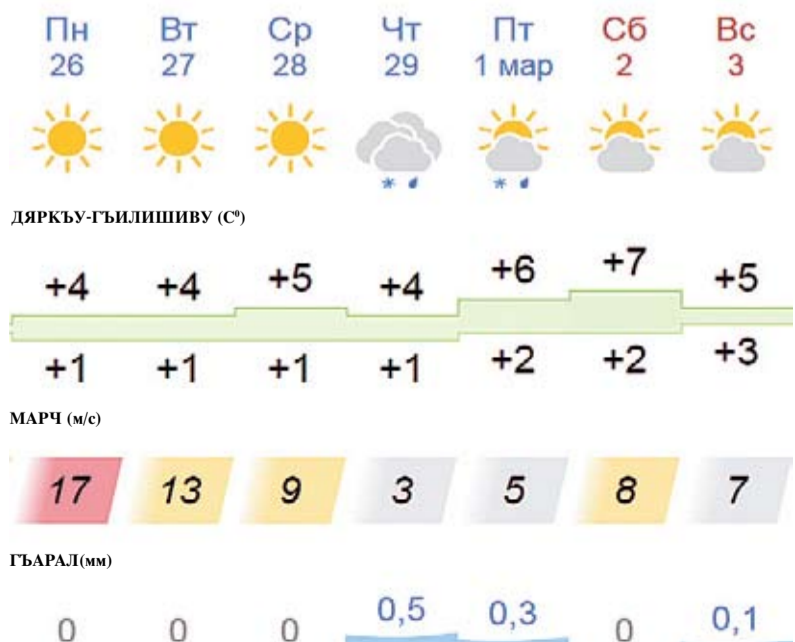 Пн Вт Ср Чт Пт Сб Вс
26 27 28 29 1 мар 2 3
ДЯРКЪУ-ГЪИЛИШИВУ (С⁰)
+4 +4 +5 +4 +6 +7 +5
+1 +1 +1 +1 +2 +2 +3
МАРЧ (м/с)
17 13 9 3 5 8 7
ГЪАРАЛ(мм)
0 0 0 0,5 0,3 0 0,1